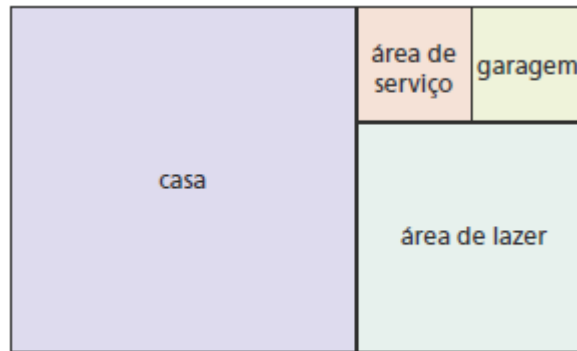 casa
área de
serviço
garagem
área de lazer